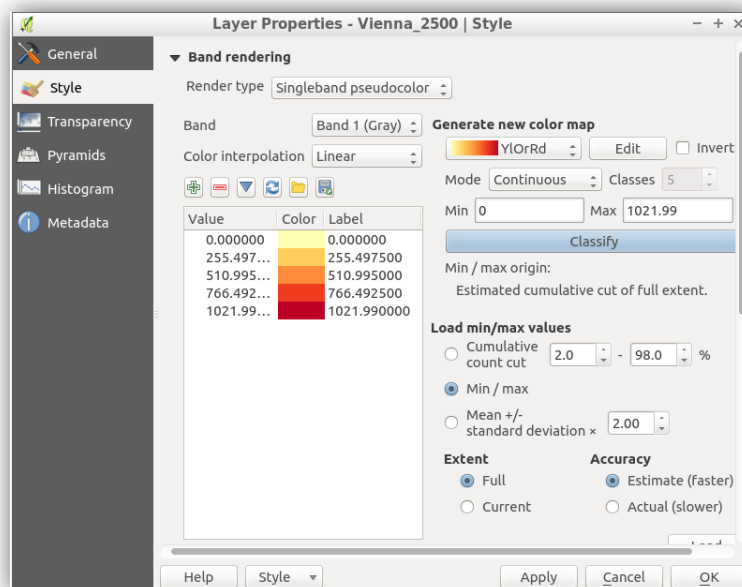 Layer Properties - Vienna_2500 | Style
General
Style
Transparency
Pyramids
Histogram
Metadata
Band rendering
Render type Singleband pseudocolor
Band Band 1 (Gray)
Color interpolation Linear
Value Color Label
0.000000 0.000000
255.497... 255.497500
510.995... 510.995000
766.492... 766.492500
1021.99... 1021.990000
Generate new color map
YlOrRd Edit Invert
Mode Continuous Classes 5
Min 0 Max 1021.99
Classify
Min / max origin:
Estimated cumulative cut of full extent.
Load min/max values
Cumulative
count cut 2.0 - 98.0 %
Min / max
Mean +/-
standard deviation × 2.00
Extent Accuracy
Full Estimate (faster)
Current Actual (slower)
Load
Help Style Apply Cancel OK